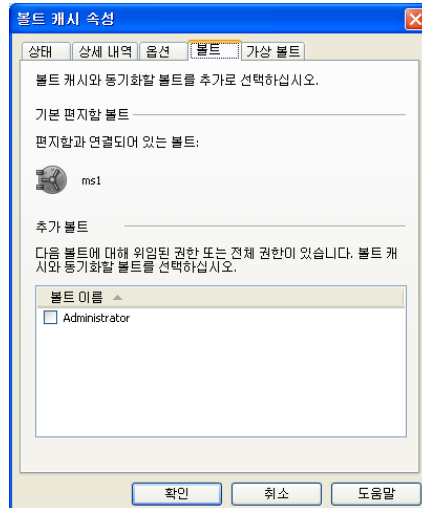 볼트 캐시 속성
상태 상세 내역 옵션 볼트 가상 볼트
볼트 캐시와 동기화할 볼트를 추가로 선택하십시오.
기본 편지함 볼트
편지함과 연결되어 있는 볼트:
ms1
추가 볼트
다음 볼트에 대해 위임된 권한 또는 전체 권한이 있습니다. 볼트 캐
시와 동기화할 볼트를 선택하십시오.
볼트 이름
Administrator
확인 취소 도움말